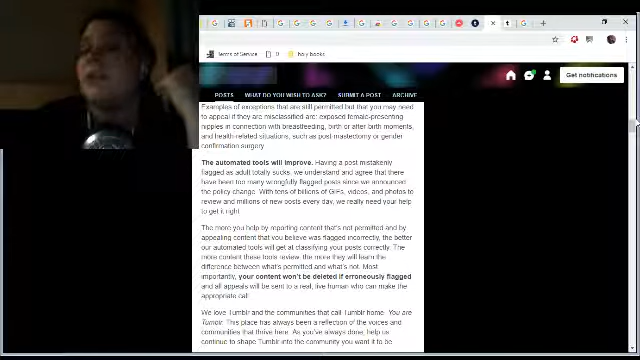 Terms of Service
holy books
Get notifications
POSTS WHAT DO YOU WISH TO ASK? SUBMIT A POST ARCHIVE
Examples of exceptions that are still permitted but that you may need
to appeal if they are misclassified are: exposed female-presenting
nipples in connection with breastfeeding, birth or after-birth moments,
and health-related situations, such as post-mastectomy or gender
confirmation surgery.
The automated tools will improve. Having a post mistakenly
flagged as adult totally sucks, we understand and agree that there
have been too many wrongfully flagged posts since we announced
the policy change. With tens of billions of GIFs, videos, and photos to
review and millions of new posts every day, we really need your help
to get it right.
The more you help by reporting content that's not permitted and by
appealing content that you believe was flagged incorrectly, the better
our automated tools will get at classifying your posts correctly. The
more content these tools review, the more they will learn the
difference between what's permitted and what's not. Most
importantly, your content won't be deleted if erroneously flagged
and all appeals will be sent to a real, live human who can make the
appropriate call.
We love Tumblr and the communities that call Tumblr home. You are
Tumblr. This place has always been a reflection of the voices and
communities that thrive here. As you've always done, help us
continue to shape Tumblr into the community you want it to be